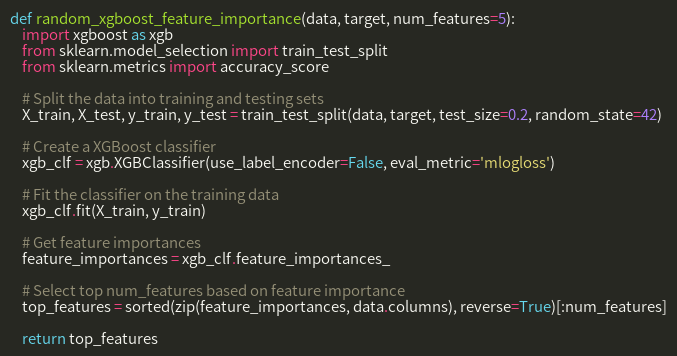 def random_xgboost_feature_importance(data, target, num_features=5):
    import xgboost as xgb
    from sklearn.model_selection import train_test_split
    from sklearn.metrics import accuracy_score

    # Split the data into training and testing sets
    X_train, X_test, y_train, y_test = train_test_split(data, target, test_size=0.2, random_state=42)

    # Create a XGBoost classifier
    xgb_clf = xgb.XGBClassifier(use_label_encoder=False, eval_metric='mlogloss')

    # Fit the classifier on the training data
    xgb_clf.fit(X_train, y_train)

    # Get feature importances
    feature_importances = xgb_clf.feature_importances_

    # Select top num_features based on feature importance
    top_features = sorted(zip(feature_importances, data.columns), reverse=True)[:num_features]

    return top_features